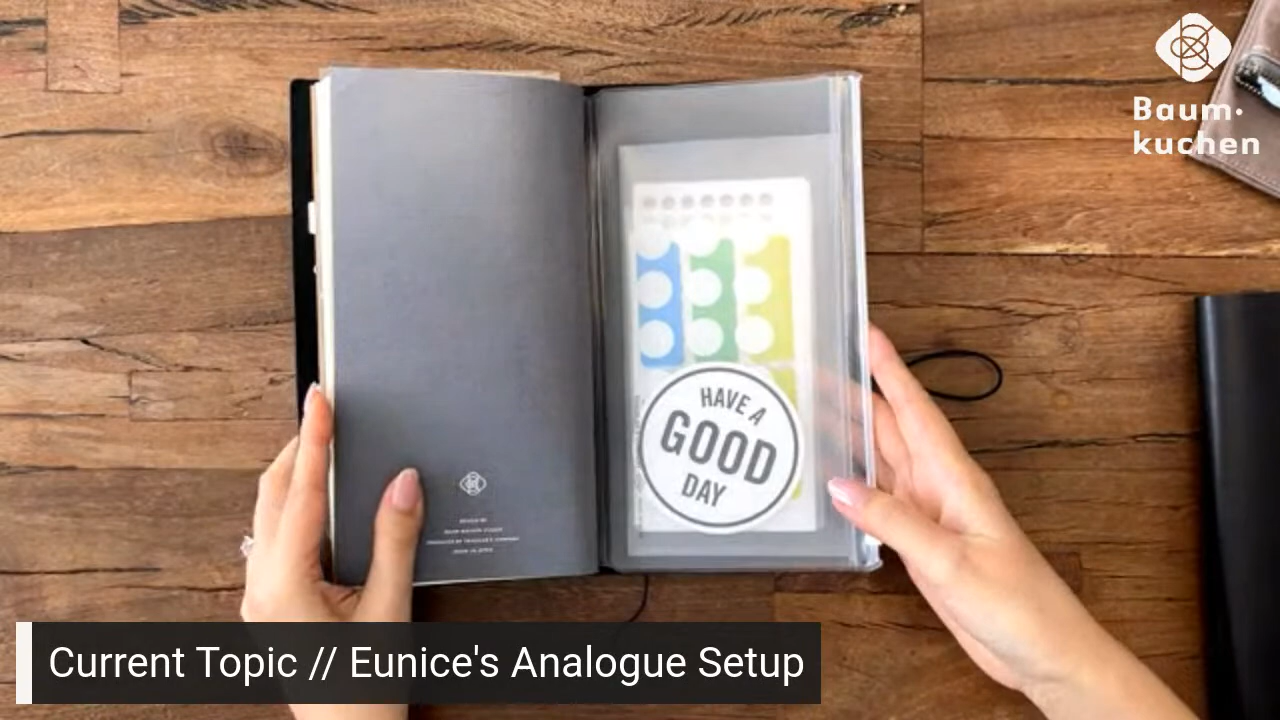 Baum·
kuchen
HAVE A
GOOD
DAY
Current Topic // Eunice's Analogue Setup